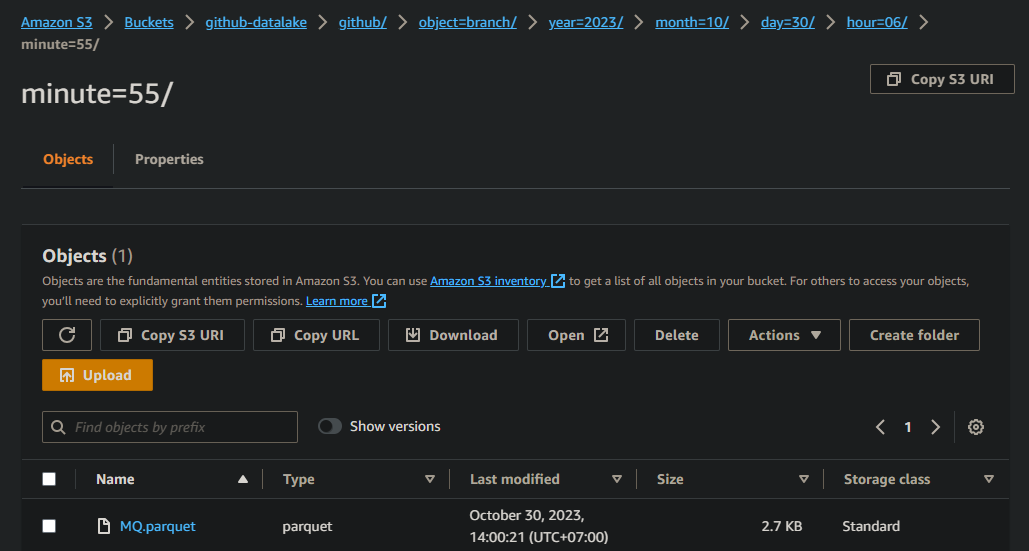 Amazon S3 > Buckets > github-datalake > github/ > object=branch/ > year=2023/ > month=10/ > day=30/ > hour=06/ >
minute=55/
minute=55/
Copy S3 URI
Objects
Properties
Objects (1)
Objects are the fundamental entities stored in Amazon S3. You can use Amazon S3 inventory to get a list of all objects in your bucket. For others to access your objects,
you'll need to explicitly grant them permissions. Learn more
Copy S3 URI
Copy URL
Download
Open
Delete
Actions
Create folder
Upload
Find objects by prefix
Show versions
1
Name
Type
Last modified
Size
Storage class
MQ.parquet
parquet
October 30, 2023,
14:00:21 (UTC+07:00)
2.7 KB
Standard